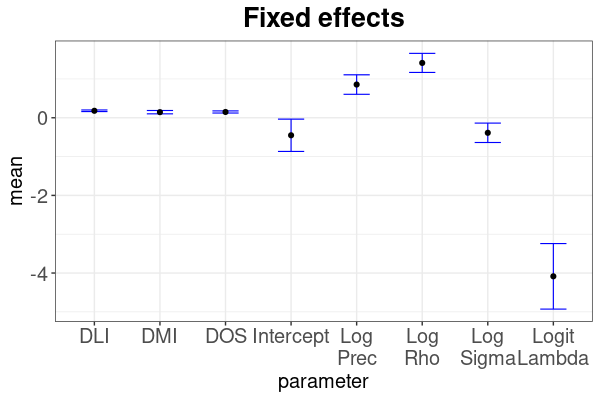 Fixed effects
mean
0
-2
-4
DLI DMI DOS Intercept Log Prec Log Rho Log Sigma Logit Lambda
parameter